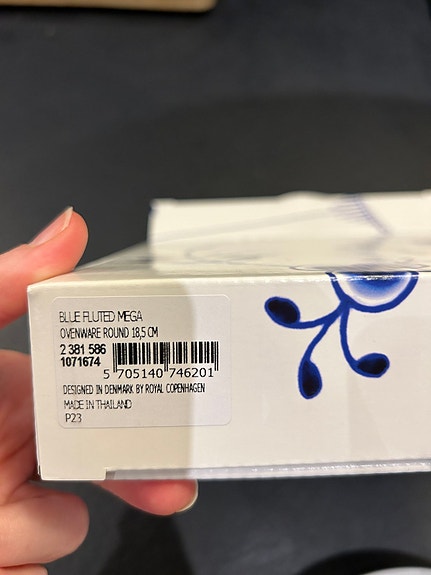 BLUE FLUTED MEGA
OVENWARE ROUND 18,5 CM
2 381 586
1071674
5 705140 746201
DESIGNED IN DENMARK BY ROYAL COPENHAGEN
MADE IN THAILAND
P23